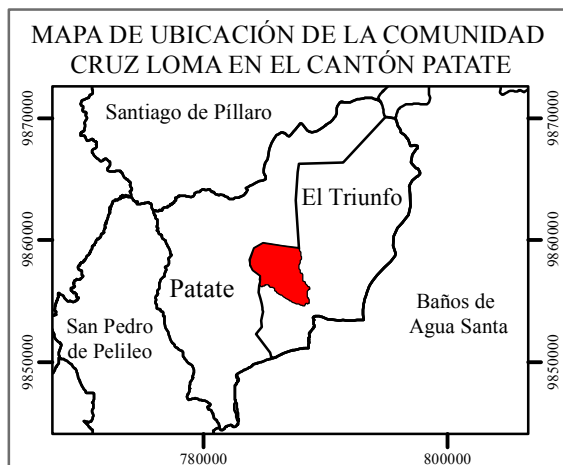 MAPA DE UBICACIÓN DE LA COMUNIDAD
CRUZ LOMA EN EL CANTÓN PATATE
Santiago de Píllaro
El Triunfo
Patate
San Pedro
de Pelileo
Baños de
Agua Santa
9870000
9860000
9850000
9870000
9860000
9850000
780000
800000